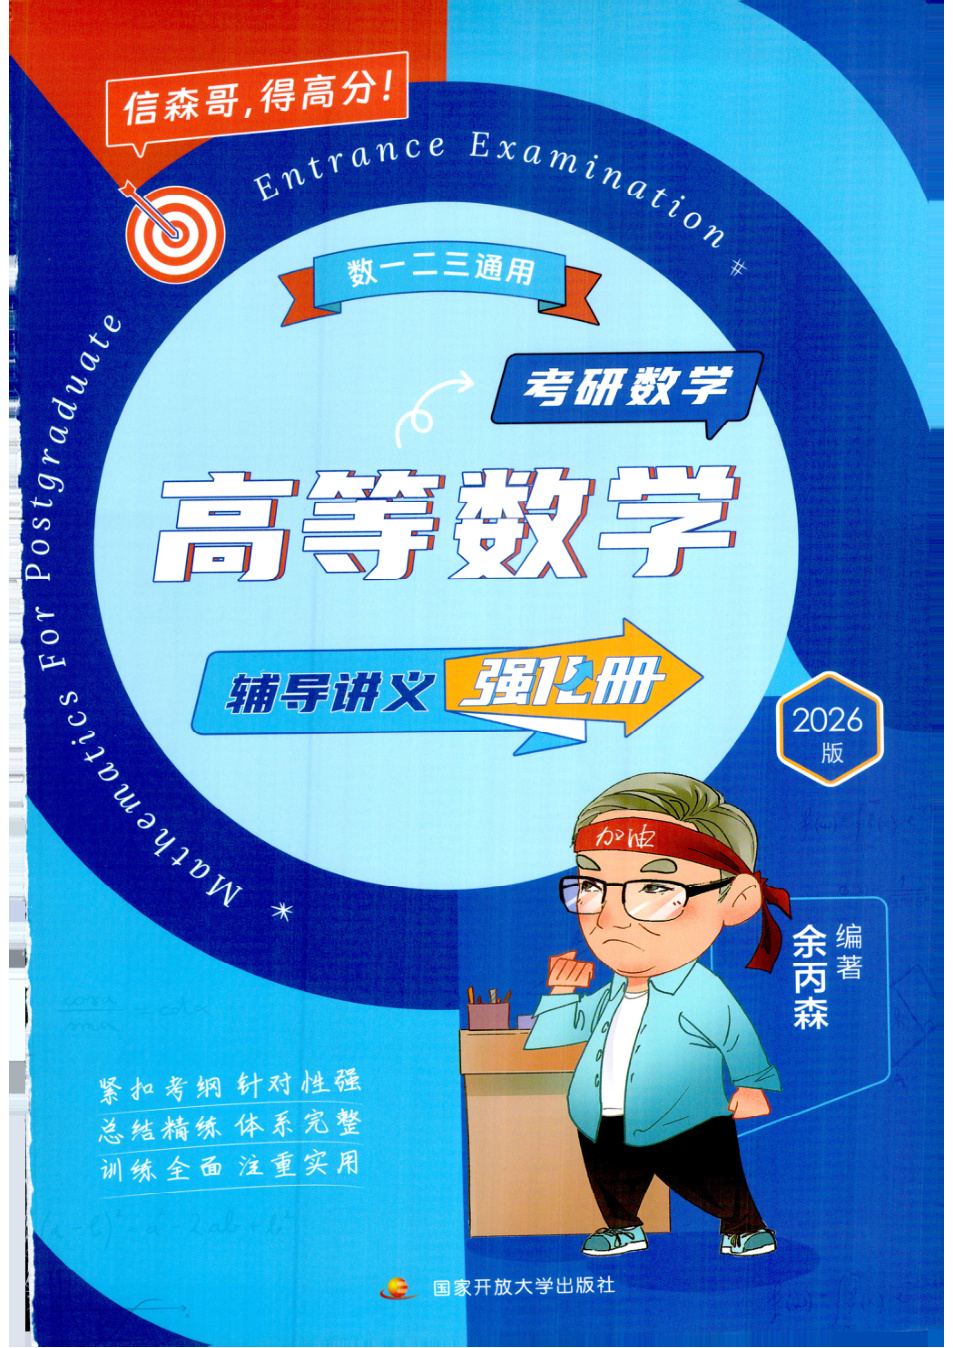 信森哥,得高分!
Entrance Examination
数一二三通用
考研数学
高等数学
辅导讲义 强化册
Mathematics For Postgraduate
2026
版
加油
余丙森
编著
紧扣考纲 针对性强
总结精练 体系完整
训练全面 注重实用
国家开放大学出版社